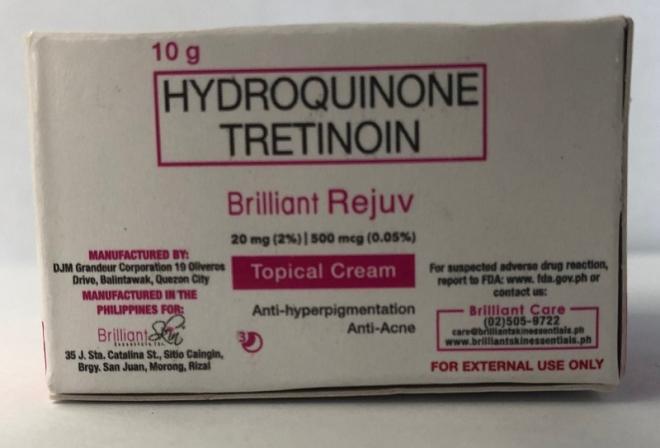 10 g
HYDROQUINONE
TRETINOIN
Brilliant Rejuv
20 mg (2%) | 500 mcg (0.05%)
Topical Cream
Anti-hyperpigmentation
Anti-Acne
MANUFACTURED BY:
DJM Grandeur Corporation 19 Oliveros
Drive, Balintawak, Quezon City
MANUFACTURED IN THE
PHILIPPINES FOR:
Brilliant Skin
Essentials Inc.
35 J. Sta. Catalina St., Sitio Caingin,
Brgy. San Juan, Morong, Rizal
For suspected adverse drug reaction,
report to FDA: www. fda.gov.ph or
contact us:
Brilliant Care
(02)505-9722
care@brilliantskinessentials.ph
www.brilliantskinessentials.ph
FOR EXTERNAL USE ONLY